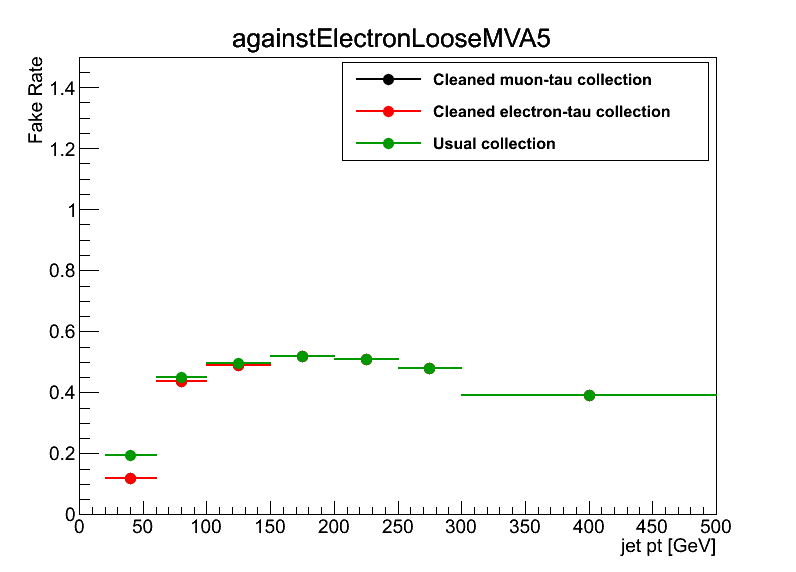 againstElectronLooseMVA5
Fake Rate
Cleaned muon-tau collection
Cleaned electron-tau collection
Usual collection
1.4
1.2
1
0.8
0.6
0.4
0.2
0
0 50 100 150 200 250 300 350 400 450 500
jet pt [GeV]